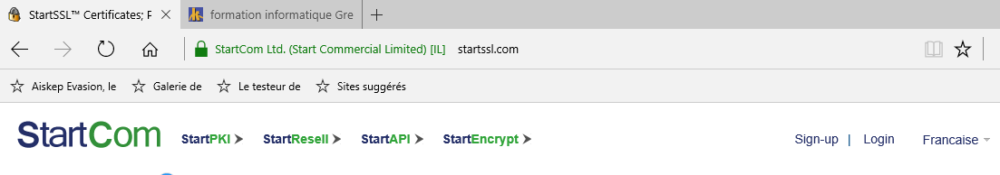 StartSSL™ Certificates; P
formation informatique Gre
StartCom Ltd. (Start Commercial Limited) [IL] startssl.com
Aiskep Evasion, le Galerie de Le testeur de Sites suggérés
StartCom StartPKI StartResell StartAPI StartEncrypt Sign-up | Login Francaise